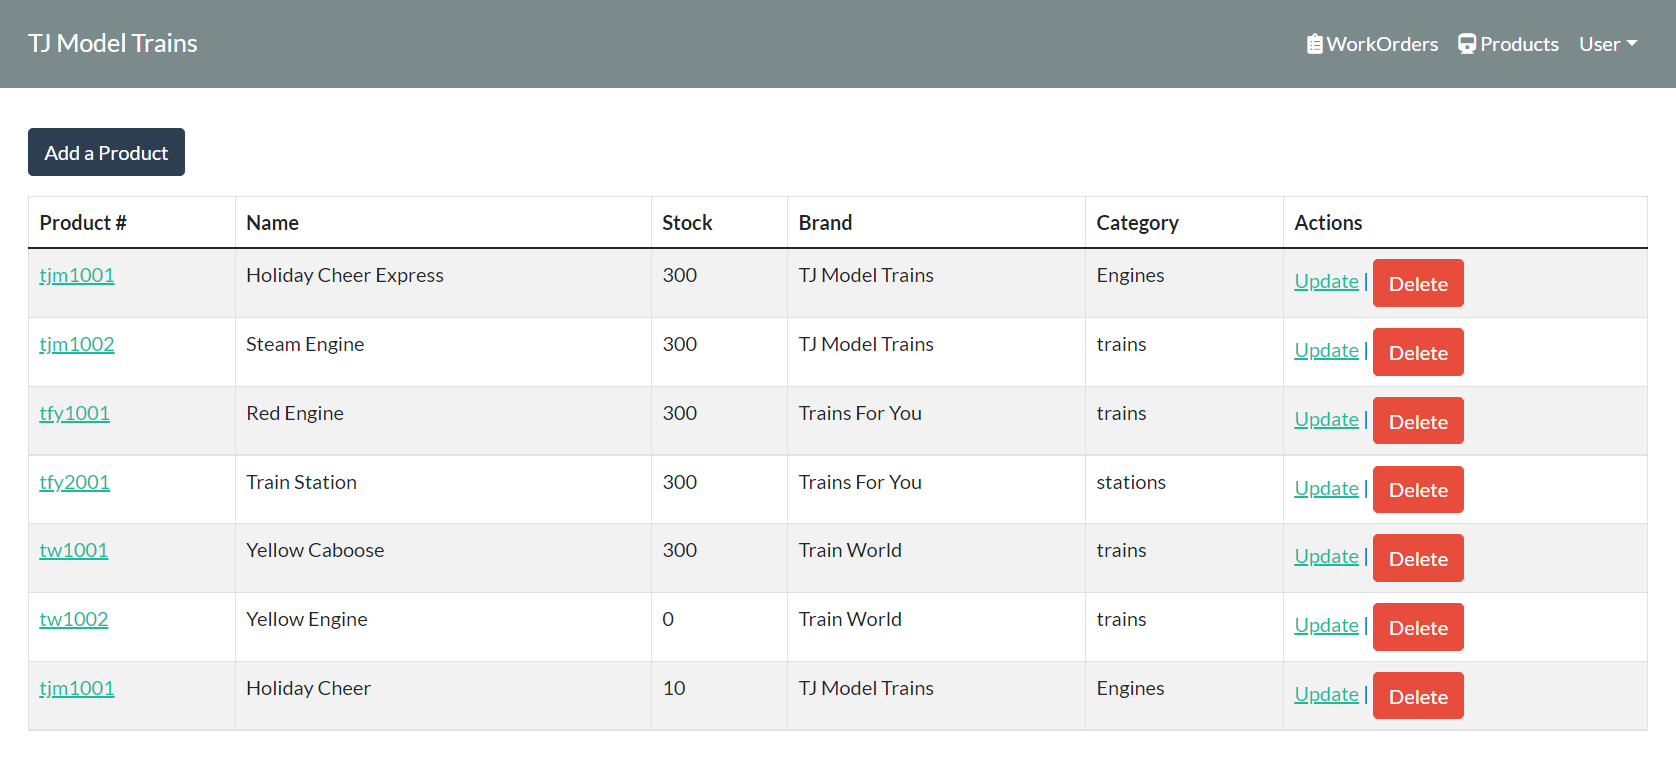 TJ Model Trains WorkOrders Products User
Add a Product
Product # Name Stock Brand Category Actions
tjm1001 Holiday Cheer Express 300 TJ Model Trains Engines Update | Delete
tjm1002 Steam Engine 300 TJ Model Trains trains Update | Delete
tfy1001 Red Engine 300 Trains For You trains Update | Delete
tfy2001 Train Station 300 Trains For You stations Update | Delete
tw1001 Yellow Caboose 300 Train World trains Update | Delete
tw1002 Yellow Engine 0 Train World trains Update | Delete
tjm1001 Holiday Cheer 10 TJ Model Trains Engines Update | Delete